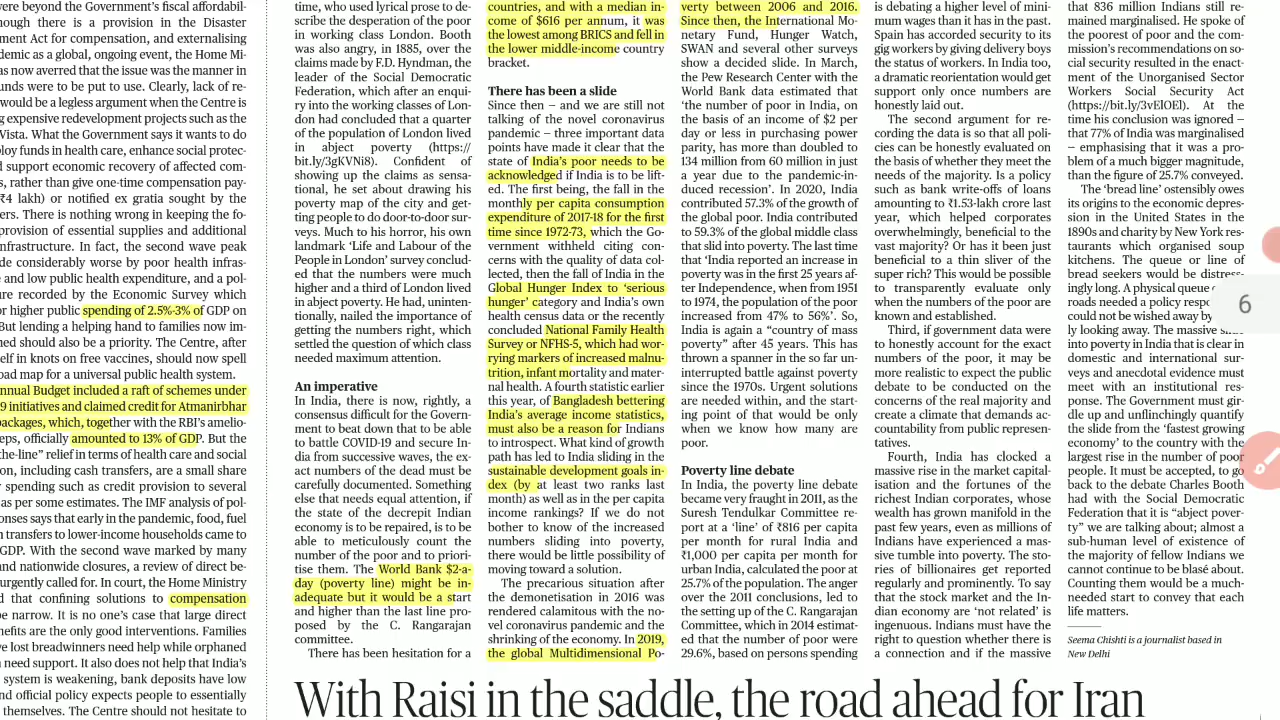 were beyond the Government's fiscal affordabil-
though there is a provision in the Disaster
ment Act for compensation, and externalising
demic as a global, ongoing event, the Home Mi-
as now averred that the issue was the manner in
unds were to be put to use. Clearly, lack of re-
would be a legless argument when the Centre is
g expensive redevelopment projects such as the
Vista. What the Government says it wants to do
ploy funds in health care, enhance social protec-
d support economic recovery of affected com-
s, rather than give one-time compensation pay-
₹4 lakh) or notified ex gratia sought by the
ers. There is nothing wrong in keeping the fo-
provision of essential supplies and additional
nfrastructure. In fact, the second wave peak
de considerably worse by poor health infras-
e and low public health expenditure, and a pol-
ure recorded by the Economic Survey which
or higher public spending of 2.5%-3% of GDP on
But lending a helping hand to families now im-
hed should also be a priority. The Centre, after
elf in knots on free vaccines, should now spell
oad map for a universal public health system.
nnual Budget included a raft of schemes under
9 initiatives and claimed credit for Atmanirbhar
packages, which, together with the RBI's amelio-
eps, officially amounted to 13% of GDP. But the
the-line" relief in terms of health care and social
on, including cash transfers, are a small share
r spending such as credit provision to several
as per some estimates. The IMF analysis of pol-
onses says that early in the pandemic, food, fuel
n transfers to lower-income households came to
GDP. With the second wave marked by many
and nationwide closures, a review of direct be-
urgently called for. In court, the Home Ministry
d that confining solutions to compensation
be narrow. It is no one's case that large direct
nefits are the only good interventions. Families
ve lost breadwinners need help while orphaned
n need support. It also does not help that India's
system is weakening, bank deposits have low
nd official policy expects people to essentially
themselves. The Centre should not hesitate to
time, who used lyrical prose to de-
scribe the desperation of the poor
in working class London. Booth
was also angry, in 1885, over the
claims made by F.D. Hyndman, the
leader of the Social Democratic
Federation, which after an enqui-
ry into the working classes of Lon-
don had concluded that a quarter
of the population of London lived
in abject poverty (https://
bit.ly/3gKVNi8). Confident of
showing up the claims as sensa-
tional, he set about drawing his
poverty map of the city and get-
ting people to do door-to-door sur-
veys. Much to his horror, his own
landmark 'Life and Labour of the
People in London' survey conclud-
ed that the numbers were much
higher and a third of London lived
in abject poverty. He had, uninten-
tionally, nailed the importance of
getting the numbers right, which
settled the question of which class
needed maximum attention.
An imperative
In India, there is now, rightly, a
consensus difficult for the Govern-
ment to beat down that to be able
to battle COVID-19 and secure In-
dia from successive waves, the ex-
act numbers of the dead must be
carefully documented. Something
else that needs equal attention, if
the state of the decrepit Indian
economy is to be repaired, is to be
able to meticulously count the
number of the poor and to priori-
tise them. The World Bank $2-a-
day (poverty line) might be in-
adequate but it would be a start
and higher than the last line pro-
posed by the C. Rangarajan
committee.
There has been hesitation for a
countries, and with a median in-
come of $616 per annum, it was
the lowest among BRICS and fell in
the lower middle-income country
bracket.
There has been a slide
Since then – and we are still not
talking of the novel coronavirus
pandemic – three important data
points have made it clear that the
state of India's poor needs to be
acknowledged if India is to be lift-
ed. The first being, the fall in the
monthly per capita consumption
expenditure of 2017-18 for the first
time since 1972-73, which the Go-
vernment withheld citing con-
cerns with the quality of data col-
lected, then the fall of India in the
Global Hunger Index to 'serious
hunger' category and India's own
health census data or the recently
concluded National Family Health
Survey or NFHS-5, which had wor-
rying markers of increased malnu-
trition, infant mortality and mater-
nal health. A fourth statistic earlier
this year, of Bangladesh bettering
India's average income statistics,
must also be a reason for Indians
to introspect. What kind of growth
path has led to India sliding in the
sustainable development goals in-
dex (by at least two ranks last
month) as well as in the per capita
income rankings? If we do not
bother to know of the increased
numbers sliding into poverty,
there would be little possibility of
moving toward a solution.
The precarious situation after
the demonetisation in 2016 was
rendered calamitous with the no-
vel coronavirus pandemic and the
shrinking of the economy. In 2019,
the global Multidimensional Po-
verty between 2006 and 2016.
Since then, the International Mo-
netary Fund, Hunger Watch,
SWAN and several other surveys
show a decided slide. In March,
the Pew Research Center with the
World Bank data estimated that
'the number of poor in India, on
the basis of an income of $2 per
day or less in purchasing power
parity, has more than doubled to
134 million from 60 million in just
a year due to the pandemic-in-
duced recession'. In 2020, India
contributed 57.3% of the growth of
the global poor. India contributed
to 59.3% of the global middle class
that slid into poverty. The last time
that 'India reported an increase in
poverty was in the first 25 years af-
ter Independence, when from 1951
to 1974, the population of the poor
increased from 47% to 56%'. So,
India is again a "country of mass
poverty" after 45 years. This has
thrown a spanner in the so far un-
interrupted battle against poverty
since the 1970s. Urgent solutions
are needed within, and the start-
ing point of that would be only
when we know how many are
poor.
Poverty line debate
In India, the poverty line debate
became very fraught in 2011, as the
Suresh Tendulkar Committee re-
port at a 'line' of ₹816 per capita
per month for rural India and
₹1,000 per capita per month for
urban India, calculated the poor at
25.7% of the population. The anger
over the 2011 conclusions, led to
the setting up of the C. Rangarajan
Committee, which in 2014 estimat-
ed that the number of poor were
29.6%, based on persons spending
is debating a higher level of mini-
mum wages than it has in the past.
Spain has accorded security to its
gig workers by giving delivery boys
the status of workers. In India too,
a dramatic reorientation would get
support only once numbers are
honestly laid out.
The second argument for re-
cording the data is so that all poli-
cies can be honestly evaluated on
the basis of whether they meet the
needs of the majority. Is a policy
such as bank write-offs of loans
amounting to ₹1.53-lakh crore last
year, which helped corporates
overwhelmingly, beneficial to the
vast majority? Or has it been just
beneficial to a thin sliver of the
super rich? This would be possible
to transparently evaluate only
when the numbers of the poor are
known and established.
Third, if government data were
to honestly account for the exact
numbers of the poor, it may be
more realistic to expect the public
debate to be conducted on the
concerns of the real majority and
create a climate that demands ac-
countability from public represen-
tatives.
Fourth, India has clocked a
massive rise in the market capital-
isation and the fortunes of the
richest Indian corporates, whose
wealth has grown manifold in the
past few years, even as millions of
Indians have experienced a mas-
sive tumble into poverty. The sto-
ries of billionaires get reported
regularly and prominently. To say
that the stock market and the In-
dian economy are 'not related' is
ingenuous. Indians must have the
right to question whether there is
a connection and if the massive
that 836 million Indians still re-
mained marginalised. He spoke of
the poorest of poor and the com-
mission's recommendations on so-
cial security resulted in the enact-
ment of the Unorganised Sector
Workers Social Security Act
(https://bit.ly/3vElOEl). At the
time his conclusion was ignored –
that 77% of India was marginalised
– emphasising that it was a pro-
blem of a much bigger magnitude,
than the figure of 25.7% conveyed.
The 'bread line' ostensibly owes
its origins to the economic depres-
sion in the United States in the
1890s and charity by New York res-
taurants which organised soup
kitchens. The queue or line of
bread seekers would be distress-
ingly long. A physical queue
roads needed a policy
could not be wished away by
ly looking away. The massive
into poverty in India that is clear in
domestic and international sur-
veys and anecdotal evidence must
meet with an institutional res-
ponse. The Government must gir-
dle up and unflinchingly quantify
the slide from the 'fastest growing
economy' to the country with the
largest rise in the number of poor
people. It must be accepted, to go
back to the debate Charles Booth
had with the Social Democratic
Federation that it is "abject pover-
ty" we are talking about; almost a
sub-human level of existence of
the majority of fellow Indians we
cannot continue to be blasé about.
Counting them would be a much-
needed start to convey that each
life matters.
Seema Chishti is a journalist based in
New Delhi
6
With Raisi in the saddle, the road ahead for Iran